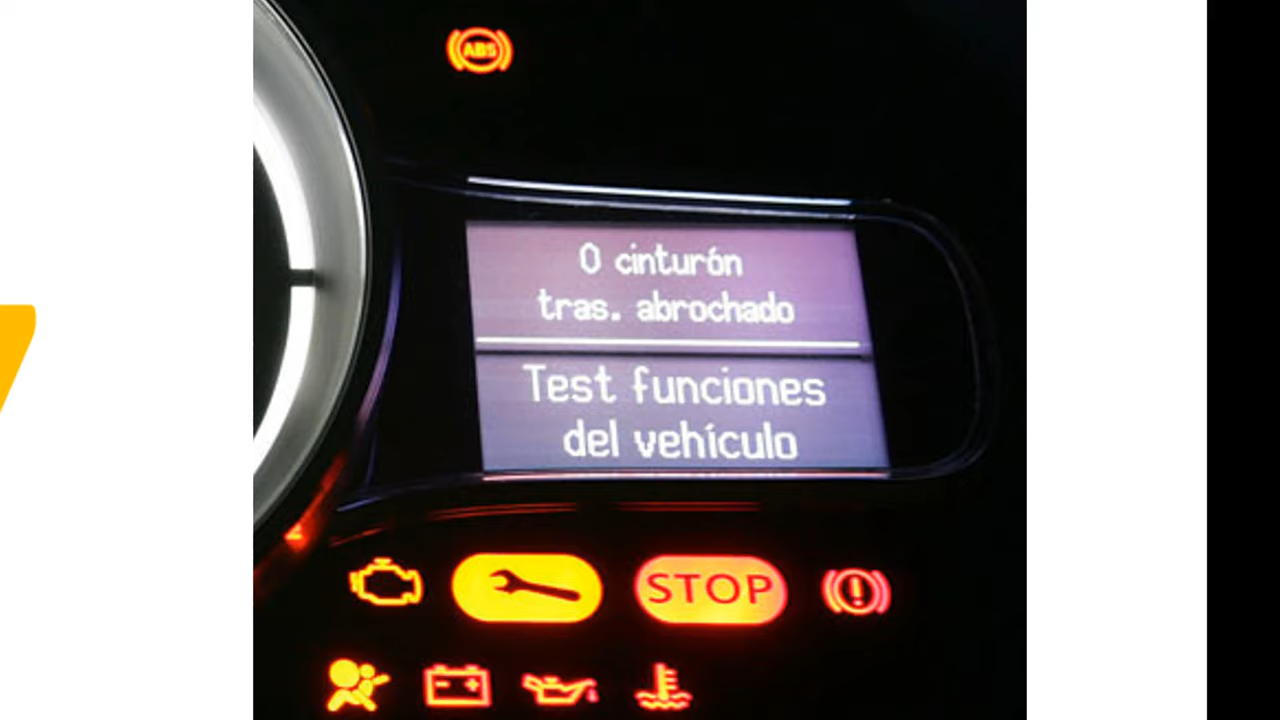 ABS
0 cinturón
tras. abrochado
Test funciones
del vehículo
STOP